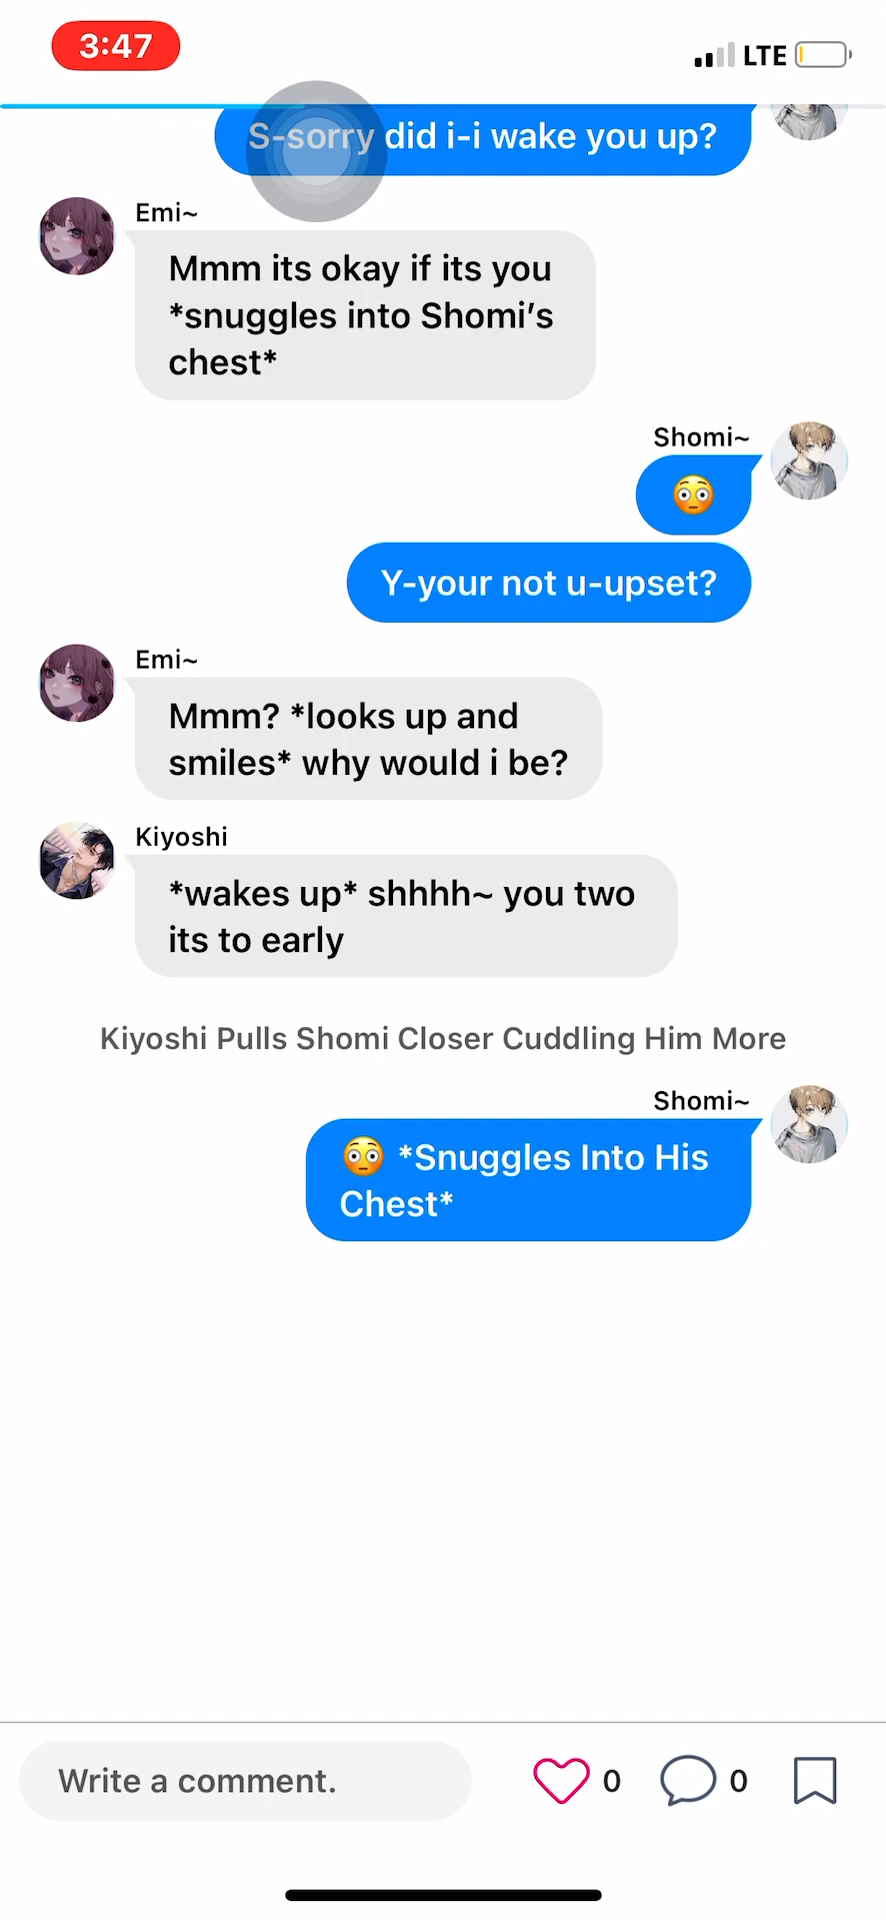 3:47
LTE
S-sorry did i-i wake you up?
Emi~
Mmm its okay if its you
*snuggles into Shomi’s
chest*
Shomi~
😳
Y-your not u-upset?
Emi~
Mmm? *looks up and
smiles* why would i be?
Kiyoshi
*wakes up* shhhh~ you two
its to early
Kiyoshi Pulls Shomi Closer Cuddling Him More
Shomi~
😳 *Snuggles Into His
Chest*
Write a comment.
0
0